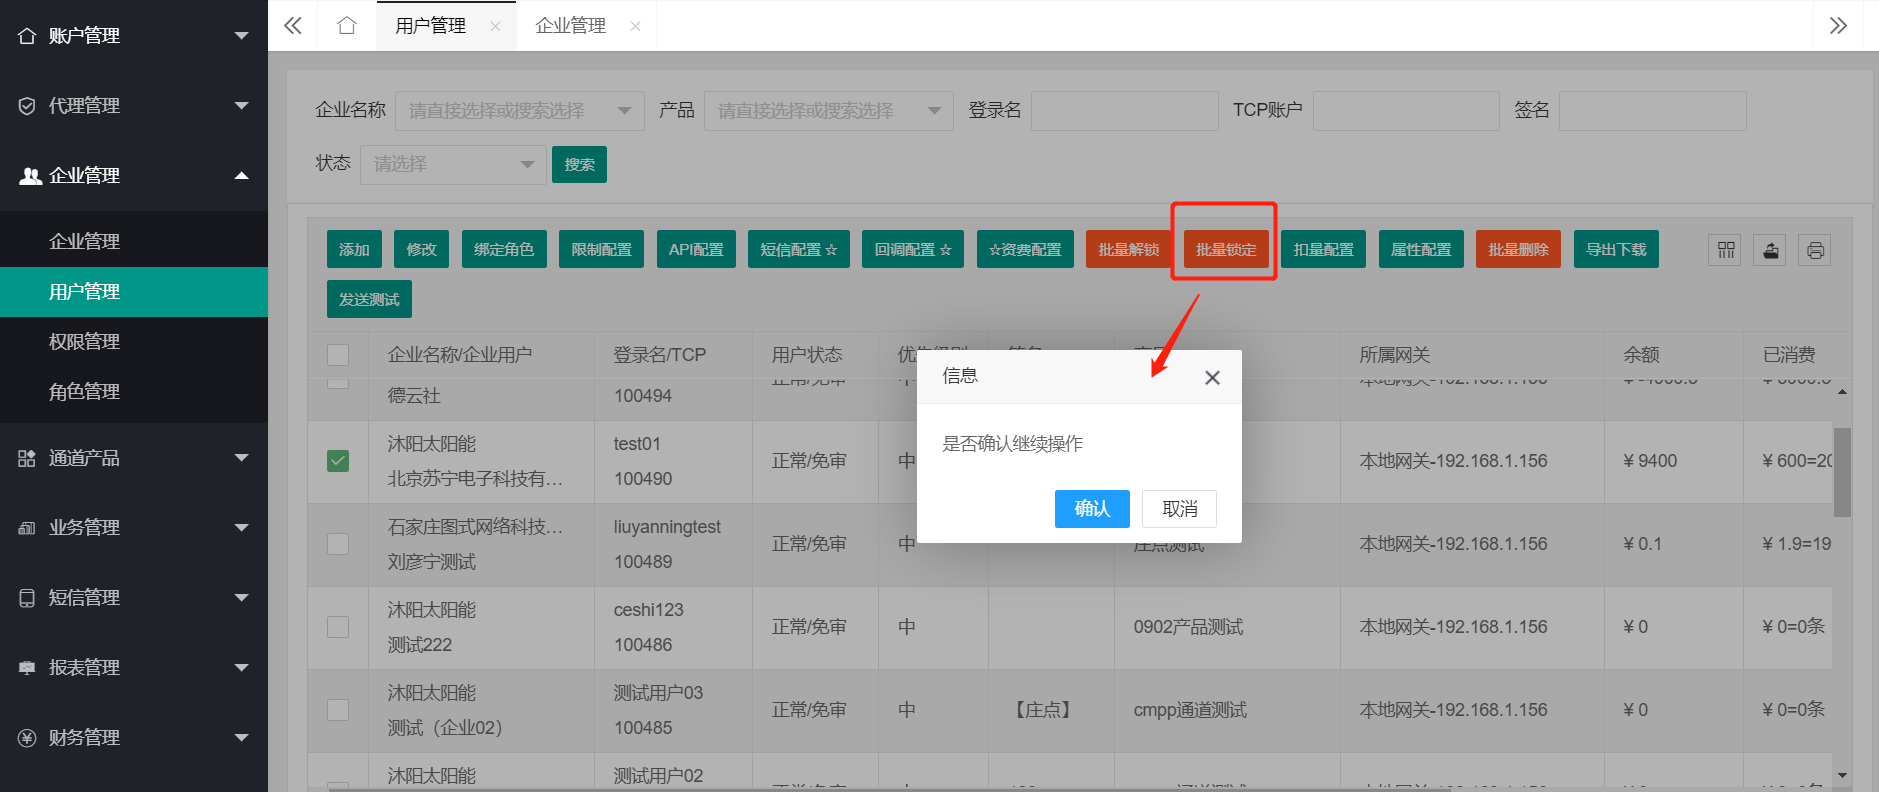 账户管理
代理管理
企业管理
企业管理
用户管理
权限管理
角色管理
通道产品
业务管理
短信管理
报表管理
财务管理
用户管理
企业管理
企业名称 请直接选择或搜索选择 产品 请直接选择或搜索选择 登录名 TCP账户 签名
状态 请选择 搜索
添加 修改 绑定角色 限制配置 API配置 短信配置 ☆ 回调配置 ☆ ☆资费配置 批量解锁 批量锁定 扣量配置 属性配置 批量删除 导出下载
发送测试
企业名称/企业用户 登录名/TCP 用户状态 所属网关 余额 已消费
德云社 100494
沐阳太阳能 test01
正常/免审 中 本地网关-192.168.1.156 ¥ 9400 ¥ 600=20
北京苏宁电子科技有… 100490
石家庄图式网络科技… liuyanningtest
正常/免审 中 庄点测试 本地网关-192.168.1.156 ¥ 0.1 ¥ 1.9=19
刘彦宁测试 100489
沐阳太阳能 ceshi123
正常/免审 中 0902产品测试 本地网关-192.168.1.156 ¥ 0 ¥ 0=0条
测试222 100486
沐阳太阳能 测试用户03
正常/免审 中 【庄点】 cmpp通道测试 本地网关-192.168.1.156 ¥ 0 ¥ 0=0条
测试（企业02） 100485
沐阳太阳能 测试用户02
信息
是否确认继续操作
确认 取消